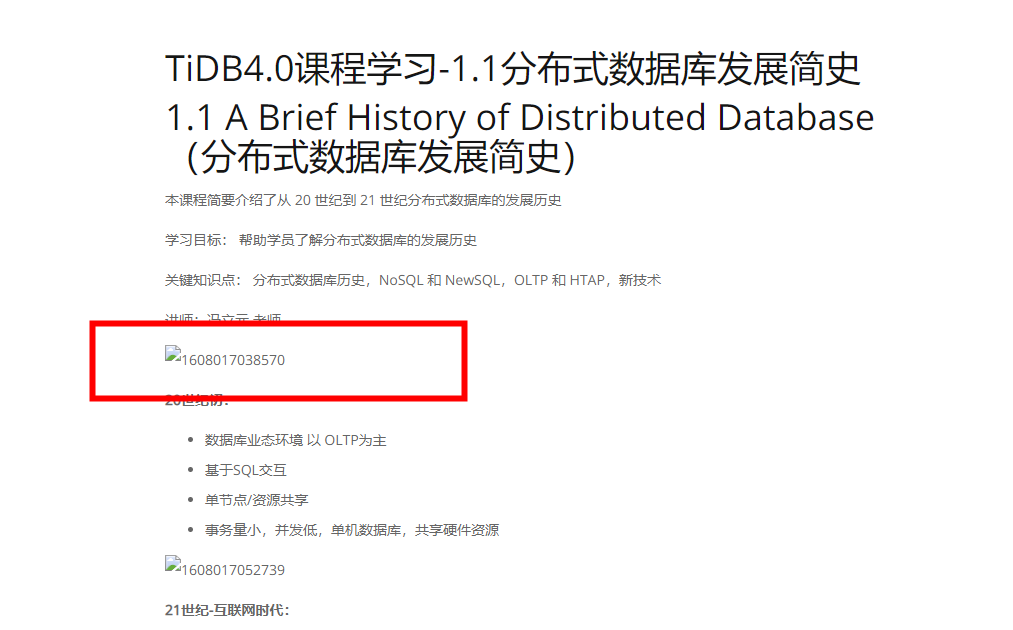 TiDB4.0课程学习-1.1分布式数据库发展简史
1.1 A Brief History of Distributed Database
（分布式数据库发展简史）
本课程简要介绍了从 20 世纪到 21 世纪分布式数据库的发展历史
学习目标： 帮助学员了解分布式数据库的发展历史
关键知识点： 分布式数据库历史，NoSQL 和 NewSQL，OLTP 和 HTAP，新技术
讲师：冯立元 老师
1608017038570
20世纪初：
数据库业态环境 以 OLTP为主
基于SQL交互
单节点/资源共享
事务量小，并发低，单机数据库，共享硬件资源
1608017052739
21世纪-互联网时代：